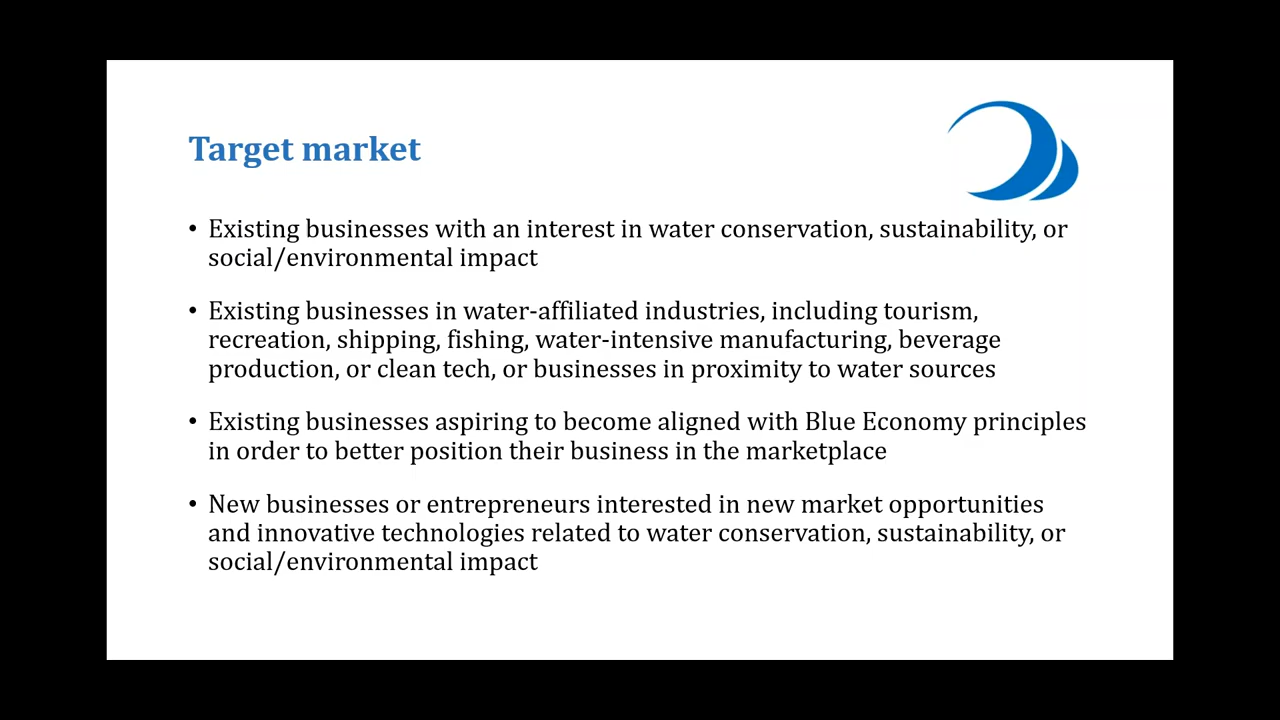 Target market
• Existing businesses with an interest in water conservation, sustainability, or
social/environmental impact
• Existing businesses in water-affiliated industries, including tourism,
recreation, shipping, fishing, water-intensive manufacturing, beverage
production, or clean tech, or businesses in proximity to water sources
• Existing businesses aspiring to become aligned with Blue Economy principles
in order to better position their business in the marketplace
• New businesses or entrepreneurs interested in new market opportunities
and innovative technologies related to water conservation, sustainability, or
social/environmental impact